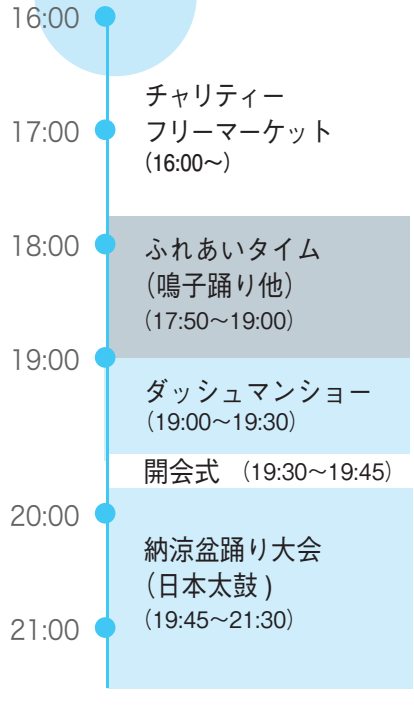 16:00
チャリティー
17:00
フリーマーケット
(16:00〜)
18:00
ふれあいタイム
(鳴子踊り他)
(17:50〜19:00)
19:00
ダッシュマンショー
(19:00〜19:30)
開会式 (19:30〜19:45)
20:00
納涼盆踊り大会
(日本太鼓)
(19:45〜21:30)
21:00